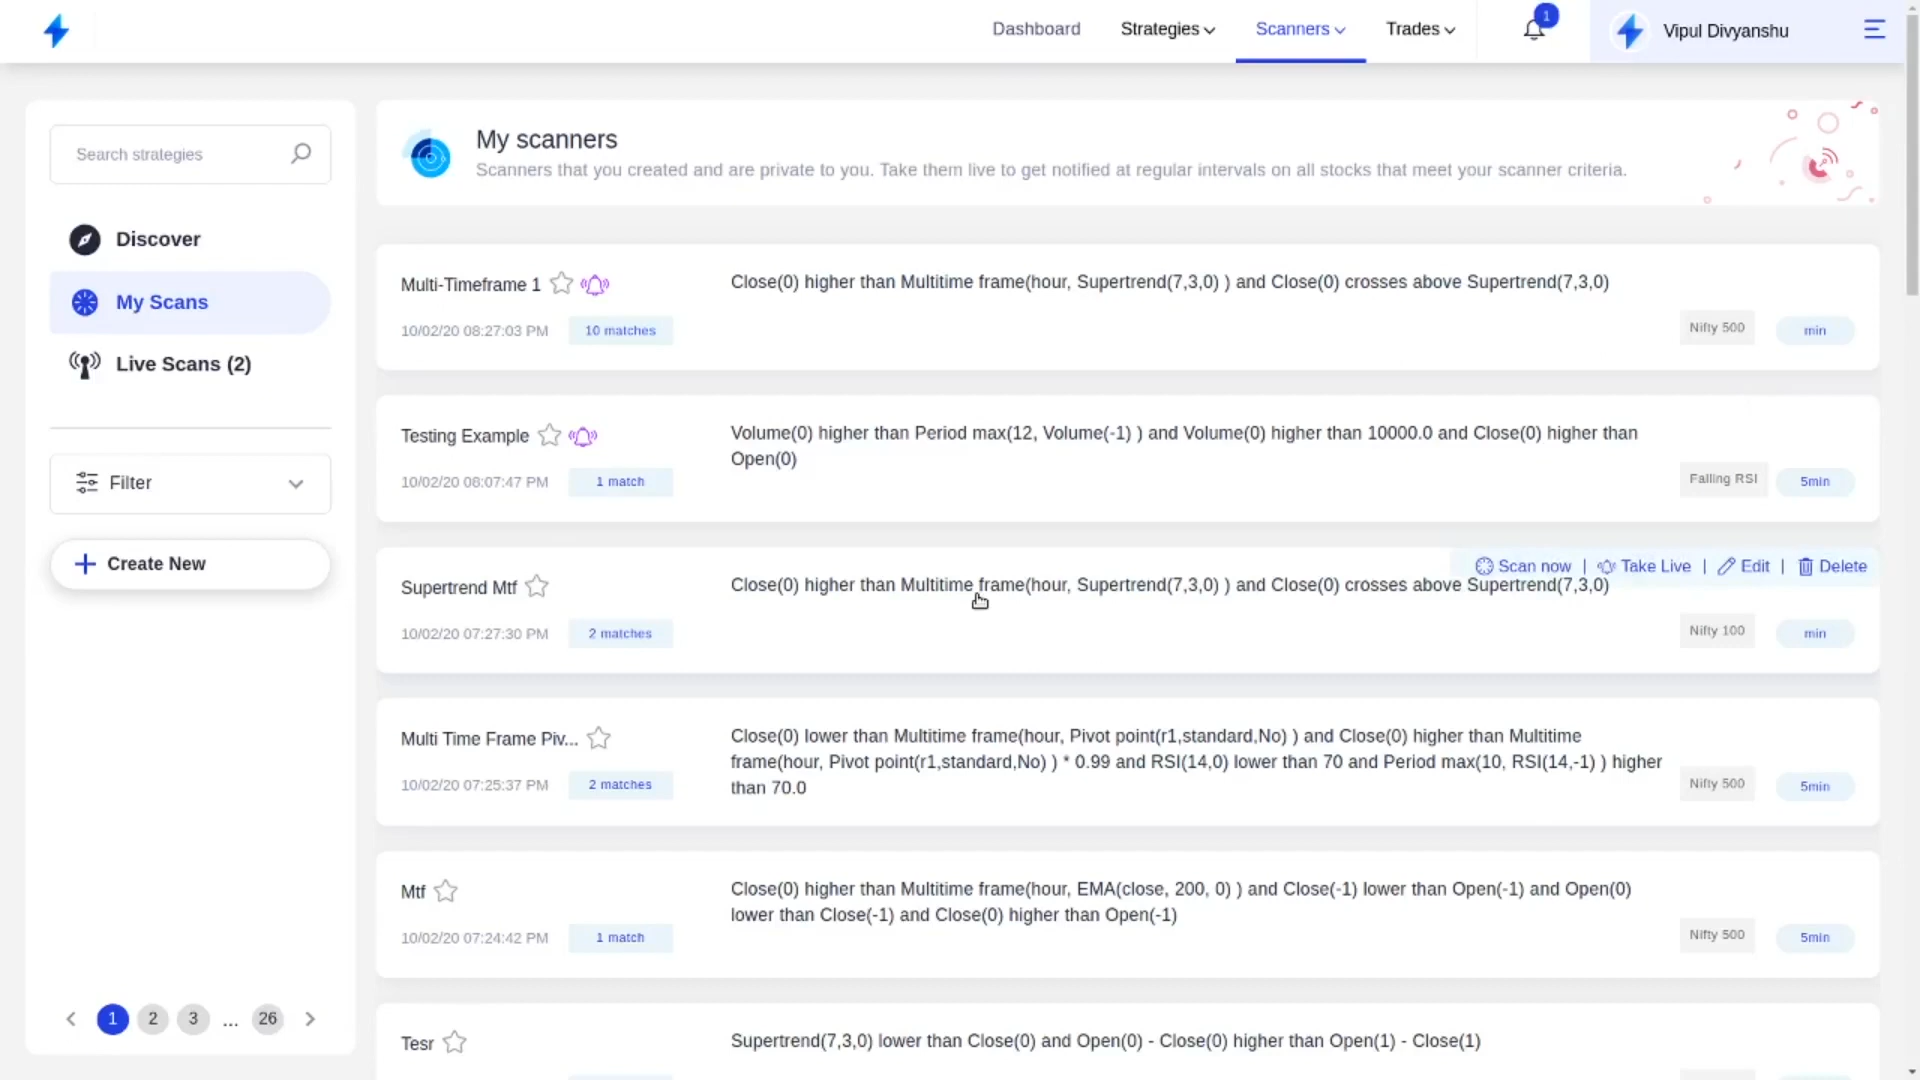 Dashboard
Strategies
Scanners
Trades
1
Vipul Divyanshu
Search strategies
Discover
My Scans
Live Scans (2)
Filter
Create New
1
2
3
...
26
My scanners
Scanners that you created and are private to you. Take them live to get notified at regular intervals on all stocks that meet your scanner criteria.
Multi-Timeframe 1
10/02/20 08:27:03 PM
10 matches
Close(0) higher than Multitime frame(hour, Supertrend(7,3,0) ) and Close(0) crosses above Supertrend(7,3,0)
Nifty 500
min
Testing Example
10/02/20 08:07:47 PM
1 match
Volume(0) higher than Period max(12, Volume(-1) ) and Volume(0) higher than 10000.0 and Close(0) higher than
Open(0)
Falling RSI
5min
Scan now | Take Live | Edit | Delete
Supertrend Mtf
10/02/20 07:27:30 PM
2 matches
Close(0) higher than Multitime frame(hour, Supertrend(7,3,0) ) and Close(0) crosses above Supertrend(7,3,0)
Nifty 100
min
Multi Time Frame Piv...
10/02/20 07:25:37 PM
2 matches
Close(0) lower than Multitime frame(hour, Pivot point(r1,standard,No) ) and Close(0) higher than Multitime
frame(hour, Pivot point(r1,standard,No) ) * 0.99 and RSI(14,0) lower than 70 and Period max(10, RSI(14,-1) ) higher
than 70.0
Nifty 500
5min
Mtf
10/02/20 07:24:42 PM
1 match
Close(0) higher than Multitime frame(hour, EMA(close, 200, 0) ) and Close(-1) lower than Open(-1) and Open(0)
lower than Close(-1) and Close(0) higher than Open(-1)
Nifty 500
5min
Tesr
Supertrend(7,3,0) lower than Close(0) and Open(0) - Close(0) higher than Open(1) - Close(1)